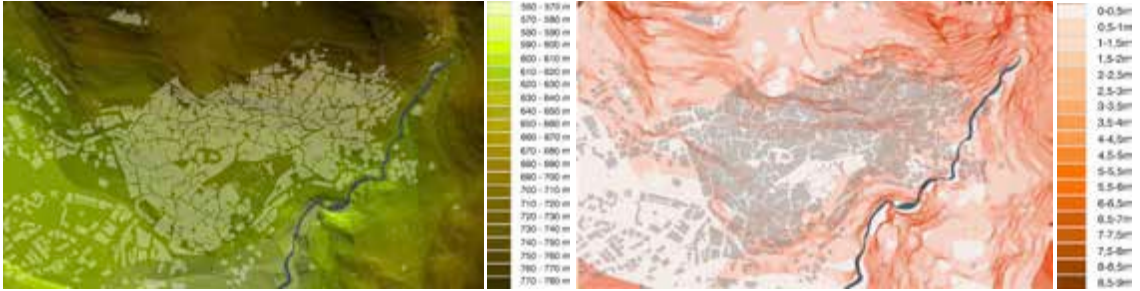 560 - 570 m
570 - 580 m
580 - 590 m
590 - 600 m
600 - 610 m
610 - 620 m
620 - 630 m
630 - 640 m
640 - 650 m
650 - 660 m
660 - 670 m
670 - 680 m
680 - 690 m
690 - 700 m
700 - 710 m
710 - 720 m
720 - 730 m
730 - 740 m
740 - 750 m
750 - 760 m
760 - 770 m
770 - 780 m
0-0,5m
0,5-1m
1-1,5m
1,5-2m
2-2,5m
2,5-3m
3-3,5m
3,5-4m
4-4,5m
4,5-5m
5-5,5m
5,5-6m
6-6,5m
6,5-7m
7-7,5m
7,5-8m
8-8,5m
8,5-9m